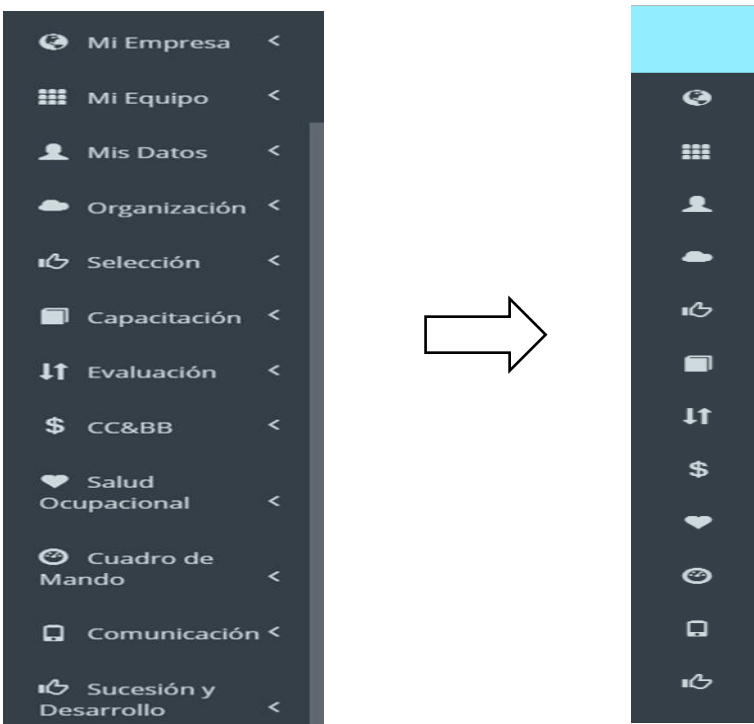 Mi Empresa
Mi Equipo
Mis Datos
Organización
Selección
Capacitación
Evaluación
CC&BB
Salud
Ocupacional
Cuadro de
Mando
Comunicación
Sucesión y
Desarrollo